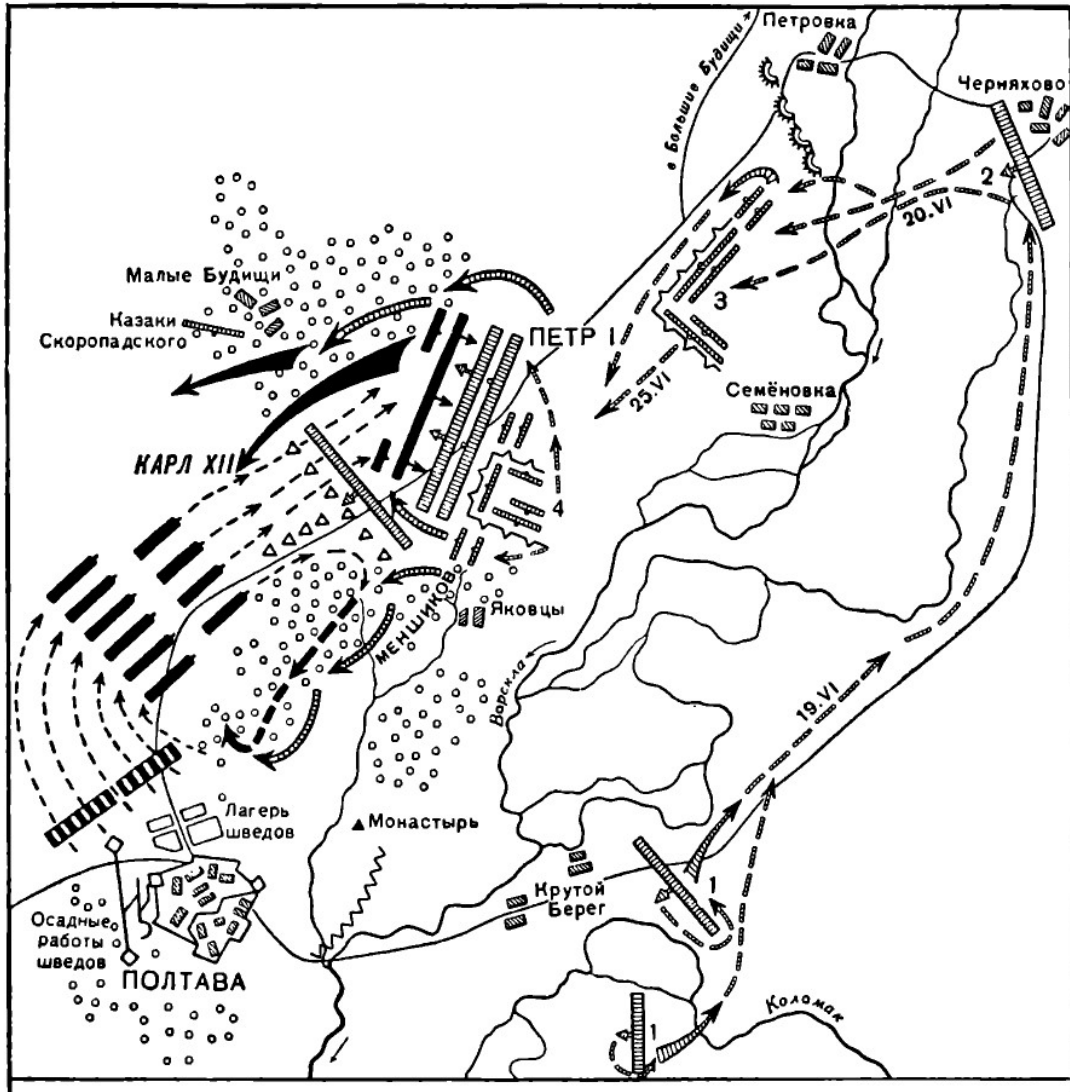 Петровка
в Большие Будищи
Черняхово
2
20.VI
Малые Будищи
3
Казаки
Скоропадского
ПЕТР I
25.VI
Семёновка
КАРЛ XII
4
МЕНШИКОВ
Яковцы
Ворскла
19.VI
Лагерь
шведов
Монастырь
Крутой
Берег
1
Осадные
работы
шведов
ПОЛТАВА
Коломак
1